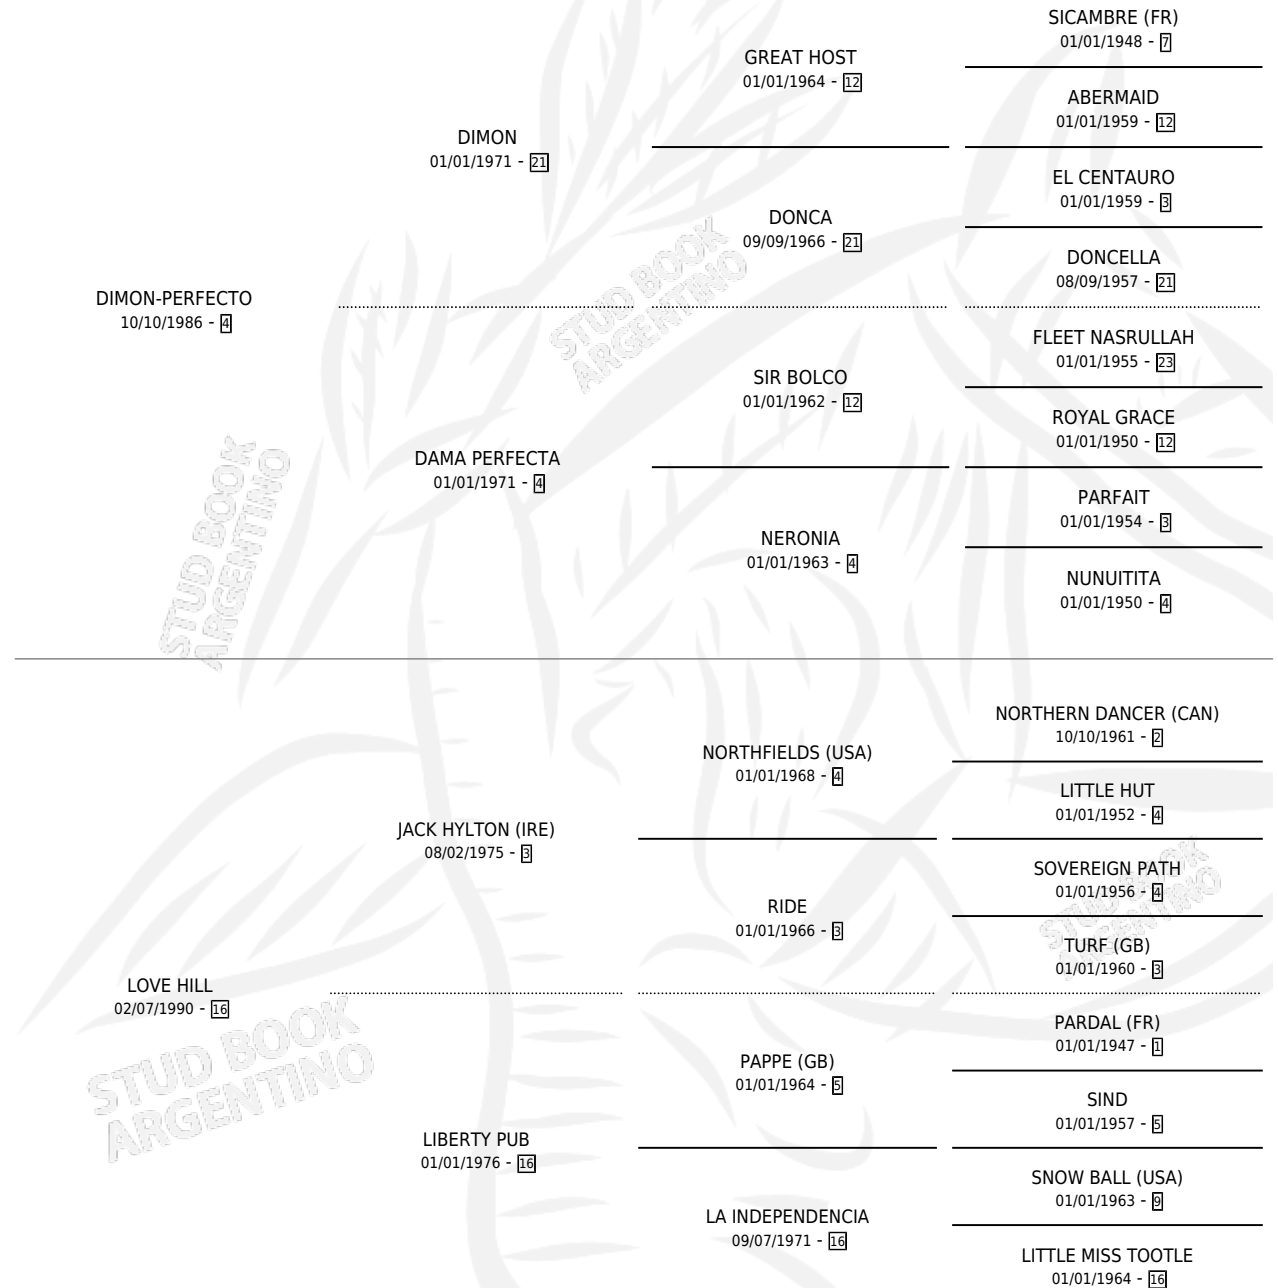 SICAMBRE (FR)
01/01/1948 - 7
GREAT HOST
01/01/1964 - 12
ABERMAID
01/01/1959 - 12
DIMON
01/01/1971 - 21
EL CENTAURO
01/01/1959 - 3
DONCA
09/09/1966 - 21
DONCELLA
08/09/1957 - 21
DIMON-PERFECTO
10/10/1986 - 4
FLEET NASRULLAH
01/01/1955 - 23
SIR BOLCO
01/01/1962 - 12
ROYAL GRACE
01/01/1950 - 12
DAMA PERFECTA
01/01/1971 - 4
PARFAIT
01/01/1954 - 3
NERONIA
01/01/1963 - 4
NUNUITITA
01/01/1950 - 4
STUD BOOK
ARGENTINO
STUD BOOK
ARGENTINO
NORTHERN DANCER (CAN)
10/10/1961 - 2
NORTHFIELDS (USA)
01/01/1968 - 4
LITTLE HUT
01/01/1952 - 4
JACK HYLTON (IRE)
08/02/1975 - 3
SOVEREIGN PATH
01/01/1956 - 4
RIDE
01/01/1966 - 3
TURF (GB)
01/01/1960 - 3
STUD BOOK
ARGENTINO
LOVE HILL
02/07/1990 - 16
PARDAL (FR)
01/01/1947 - 1
PAPPE (GB)
01/01/1964 - 5
SIND
01/01/1957 - 5
STUD BOOK
ARGENTINO
LIBERTY PUB
01/01/1976 - 16
SNOW BALL (USA)
01/01/1963 - 9
LA INDEPENDENCIA
09/07/1971 - 16
LITTLE MISS TOOTLE
01/01/1964 - 16